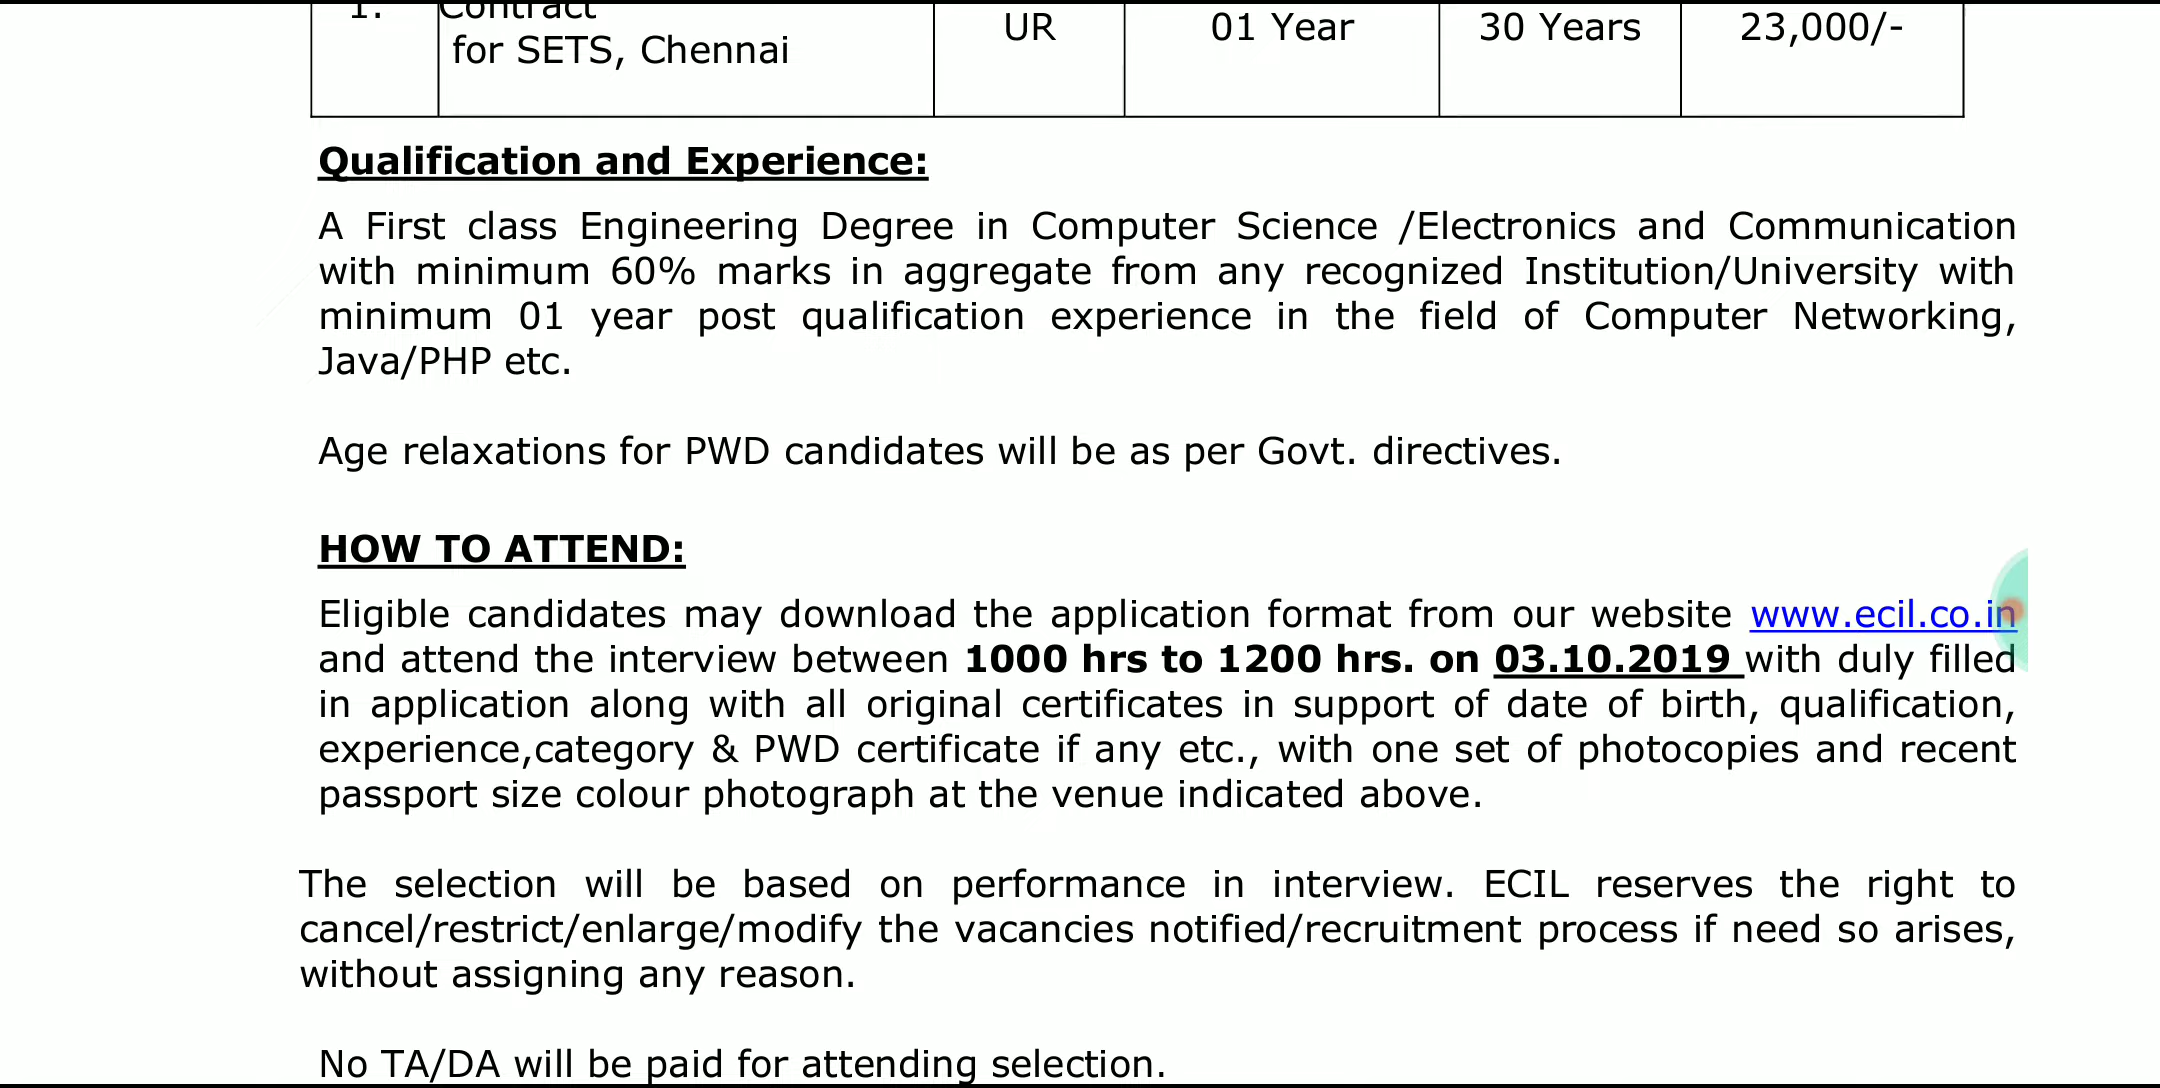 1. Contract UR 01 Year 30 Years 23,000/-
for SETS, Chennai
Qualification and Experience:
A First class Engineering Degree in Computer Science /Electronics and Communication
with minimum 60% marks in aggregate from any recognized Institution/University with
minimum 01 year post qualification experience in the field of Computer Networking,
Java/PHP etc.
Age relaxations for PWD candidates will be as per Govt. directives.
HOW TO ATTEND:
Eligible candidates may download the application format from our website www.ecil.co.in
and attend the interview between 1000 hrs to 1200 hrs. on 03.10.2019 with duly filled
in application along with all original certificates in support of date of birth, qualification,
experience,category & PWD certificate if any etc., with one set of photocopies and recent
passport size colour photograph at the venue indicated above.
The selection will be based on performance in interview. ECIL reserves the right to
cancel/restrict/enlarge/modify the vacancies notified/recruitment process if need so arises,
without assigning any reason.
No TA/DA will be paid for attending selection.